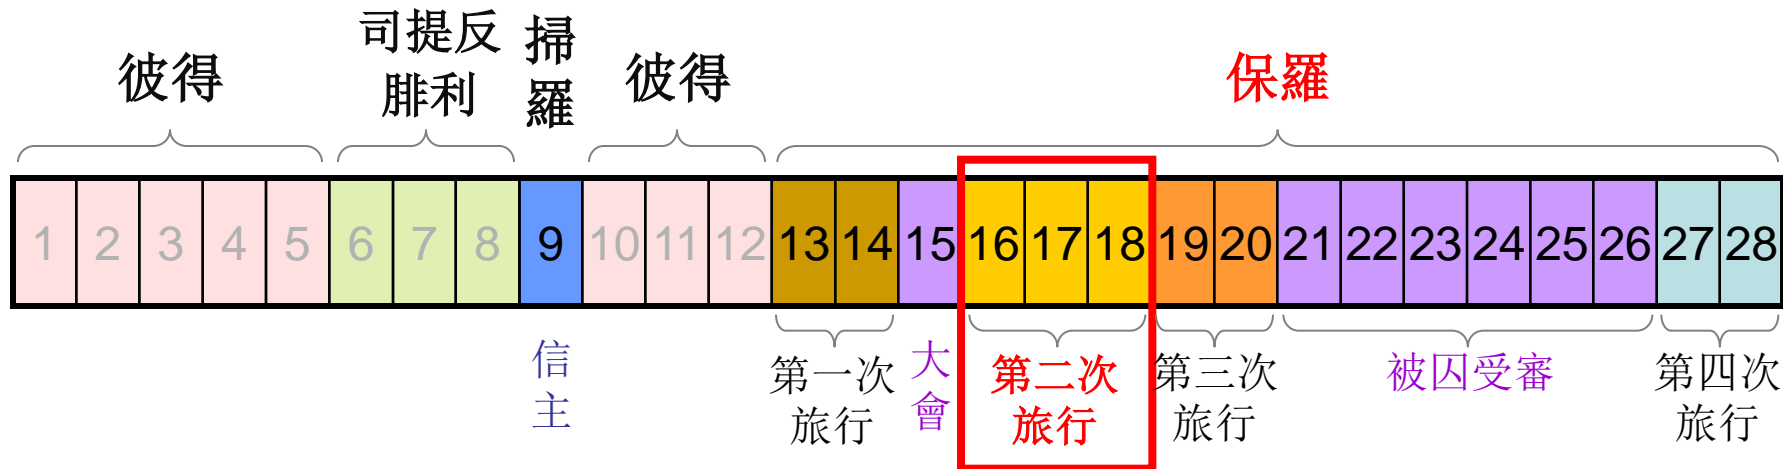 彼得
司提反
腓利
掃
羅
彼得
保羅
1 2 3 4 5 6 7 8 9 10 11 12 13 14 15 16 17 18 19 20 21 22 23 24 25 26 27 28
信
主
第一次
旅行
大
會
第二次
旅行
第三次
旅行
被囚受審
第四次
旅行